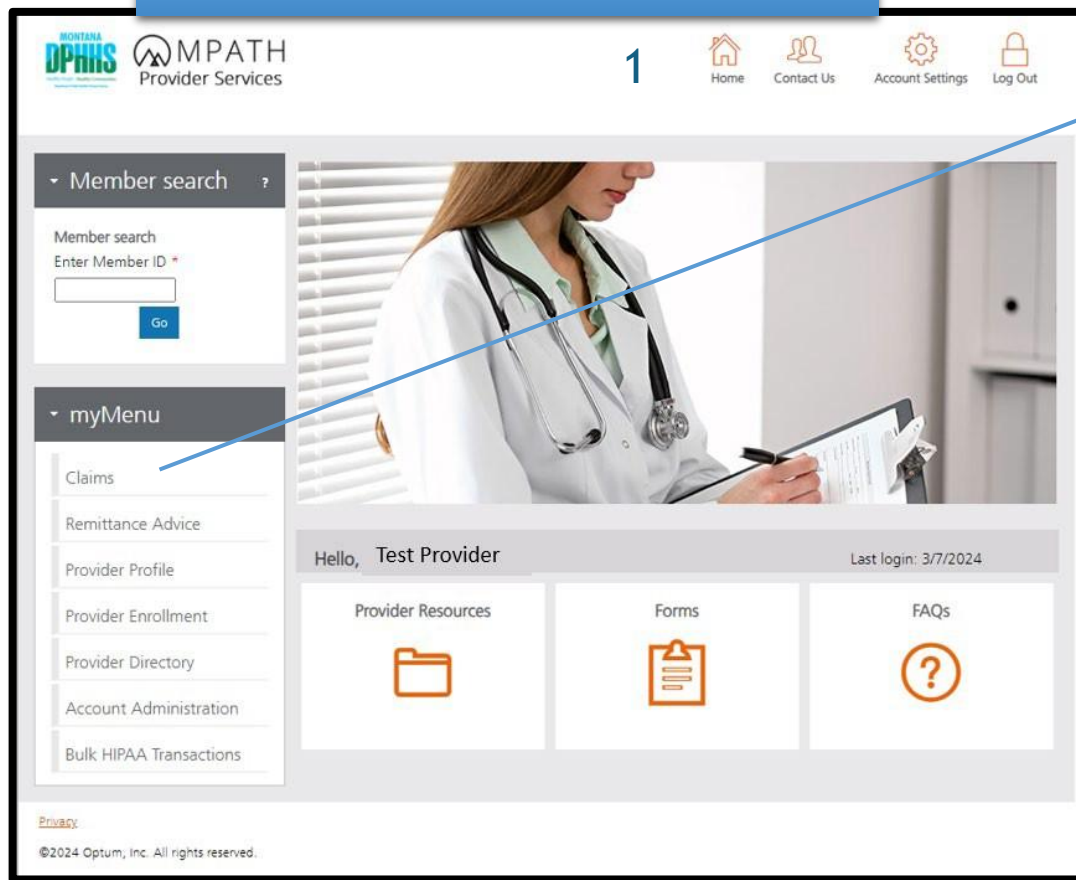 MONTANA
DPHHS
MPATH
Provider Services
1
Home
Contact Us
Account Settings
Log Out
Member search ?
Member search
Enter Member ID *
Go
myMenu
Claims
Remittance Advice
Provider Profile
Provider Enrollment
Provider Directory
Account Administration
Bulk HIPAA Transactions
Hello, Test Provider
Last login: 3/7/2024
Provider Resources
Forms
FAQs
?
Privacy
©2024 Optum, Inc. All rights reserved.